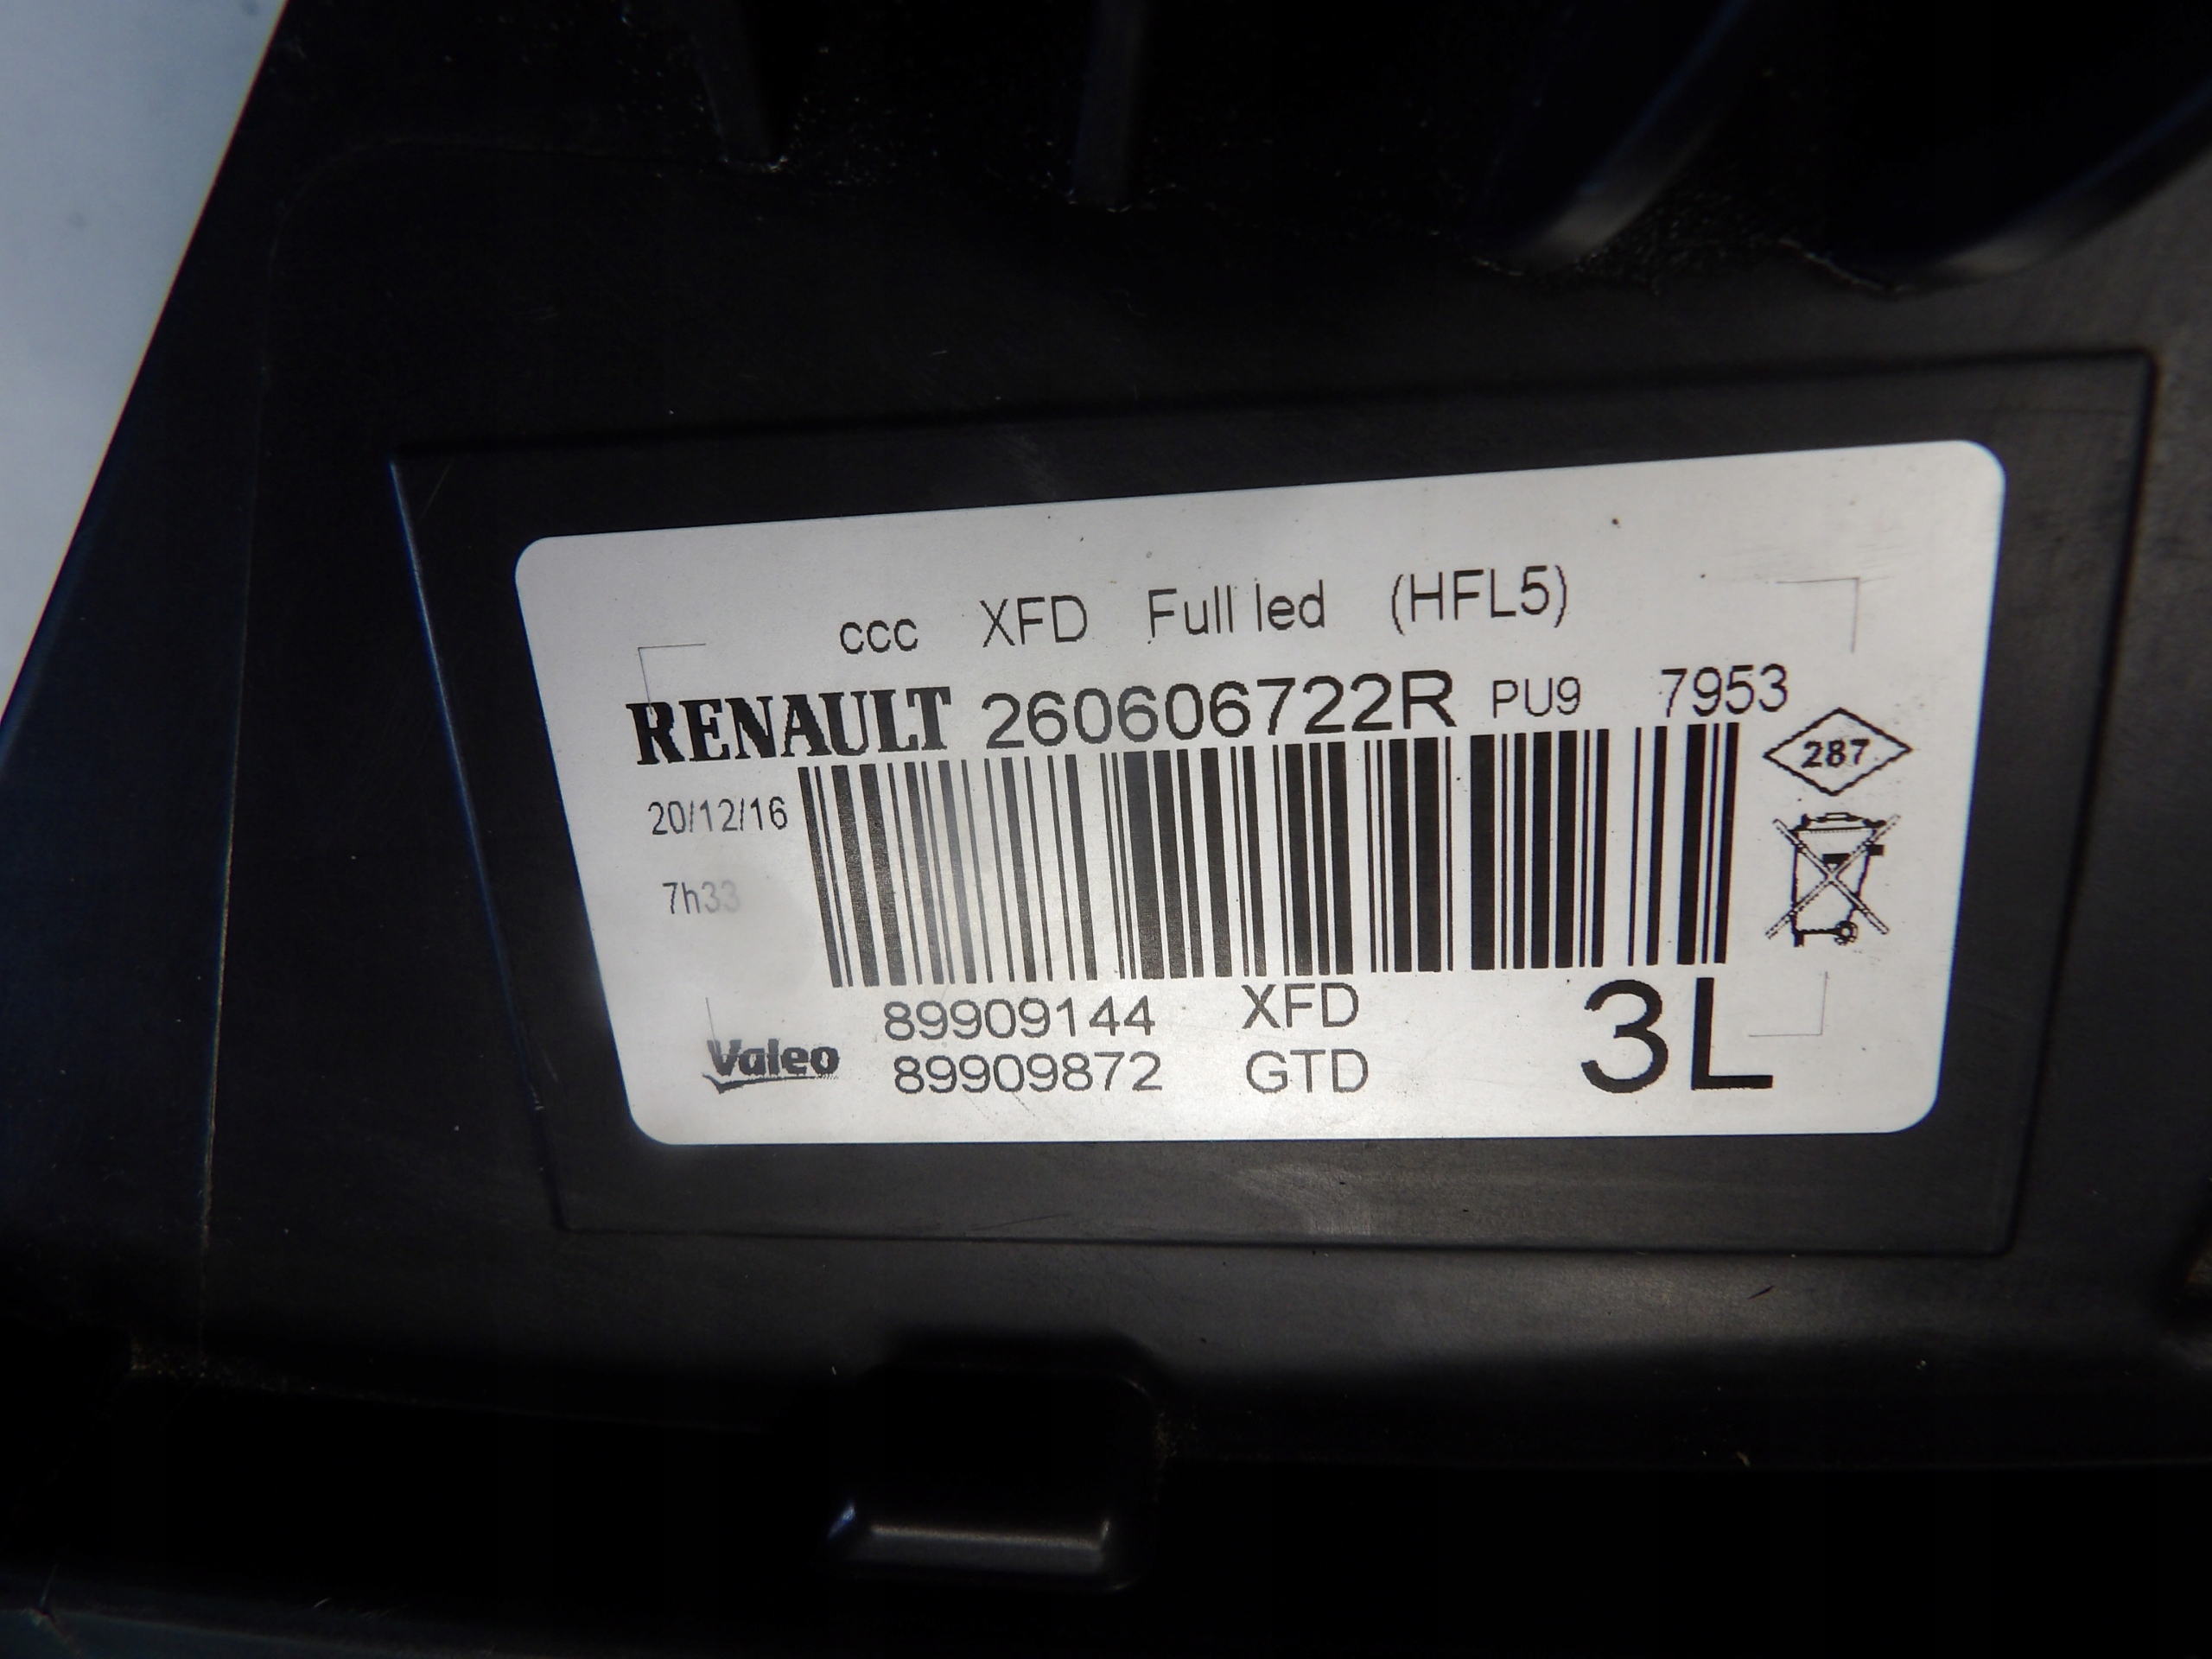 ccc XFD Full led (HFL5)
RENAULT 260606722R PU9 7953
287
20/12/16
7h33
89909144 XFD
Valeo 89909872 GTD
3L